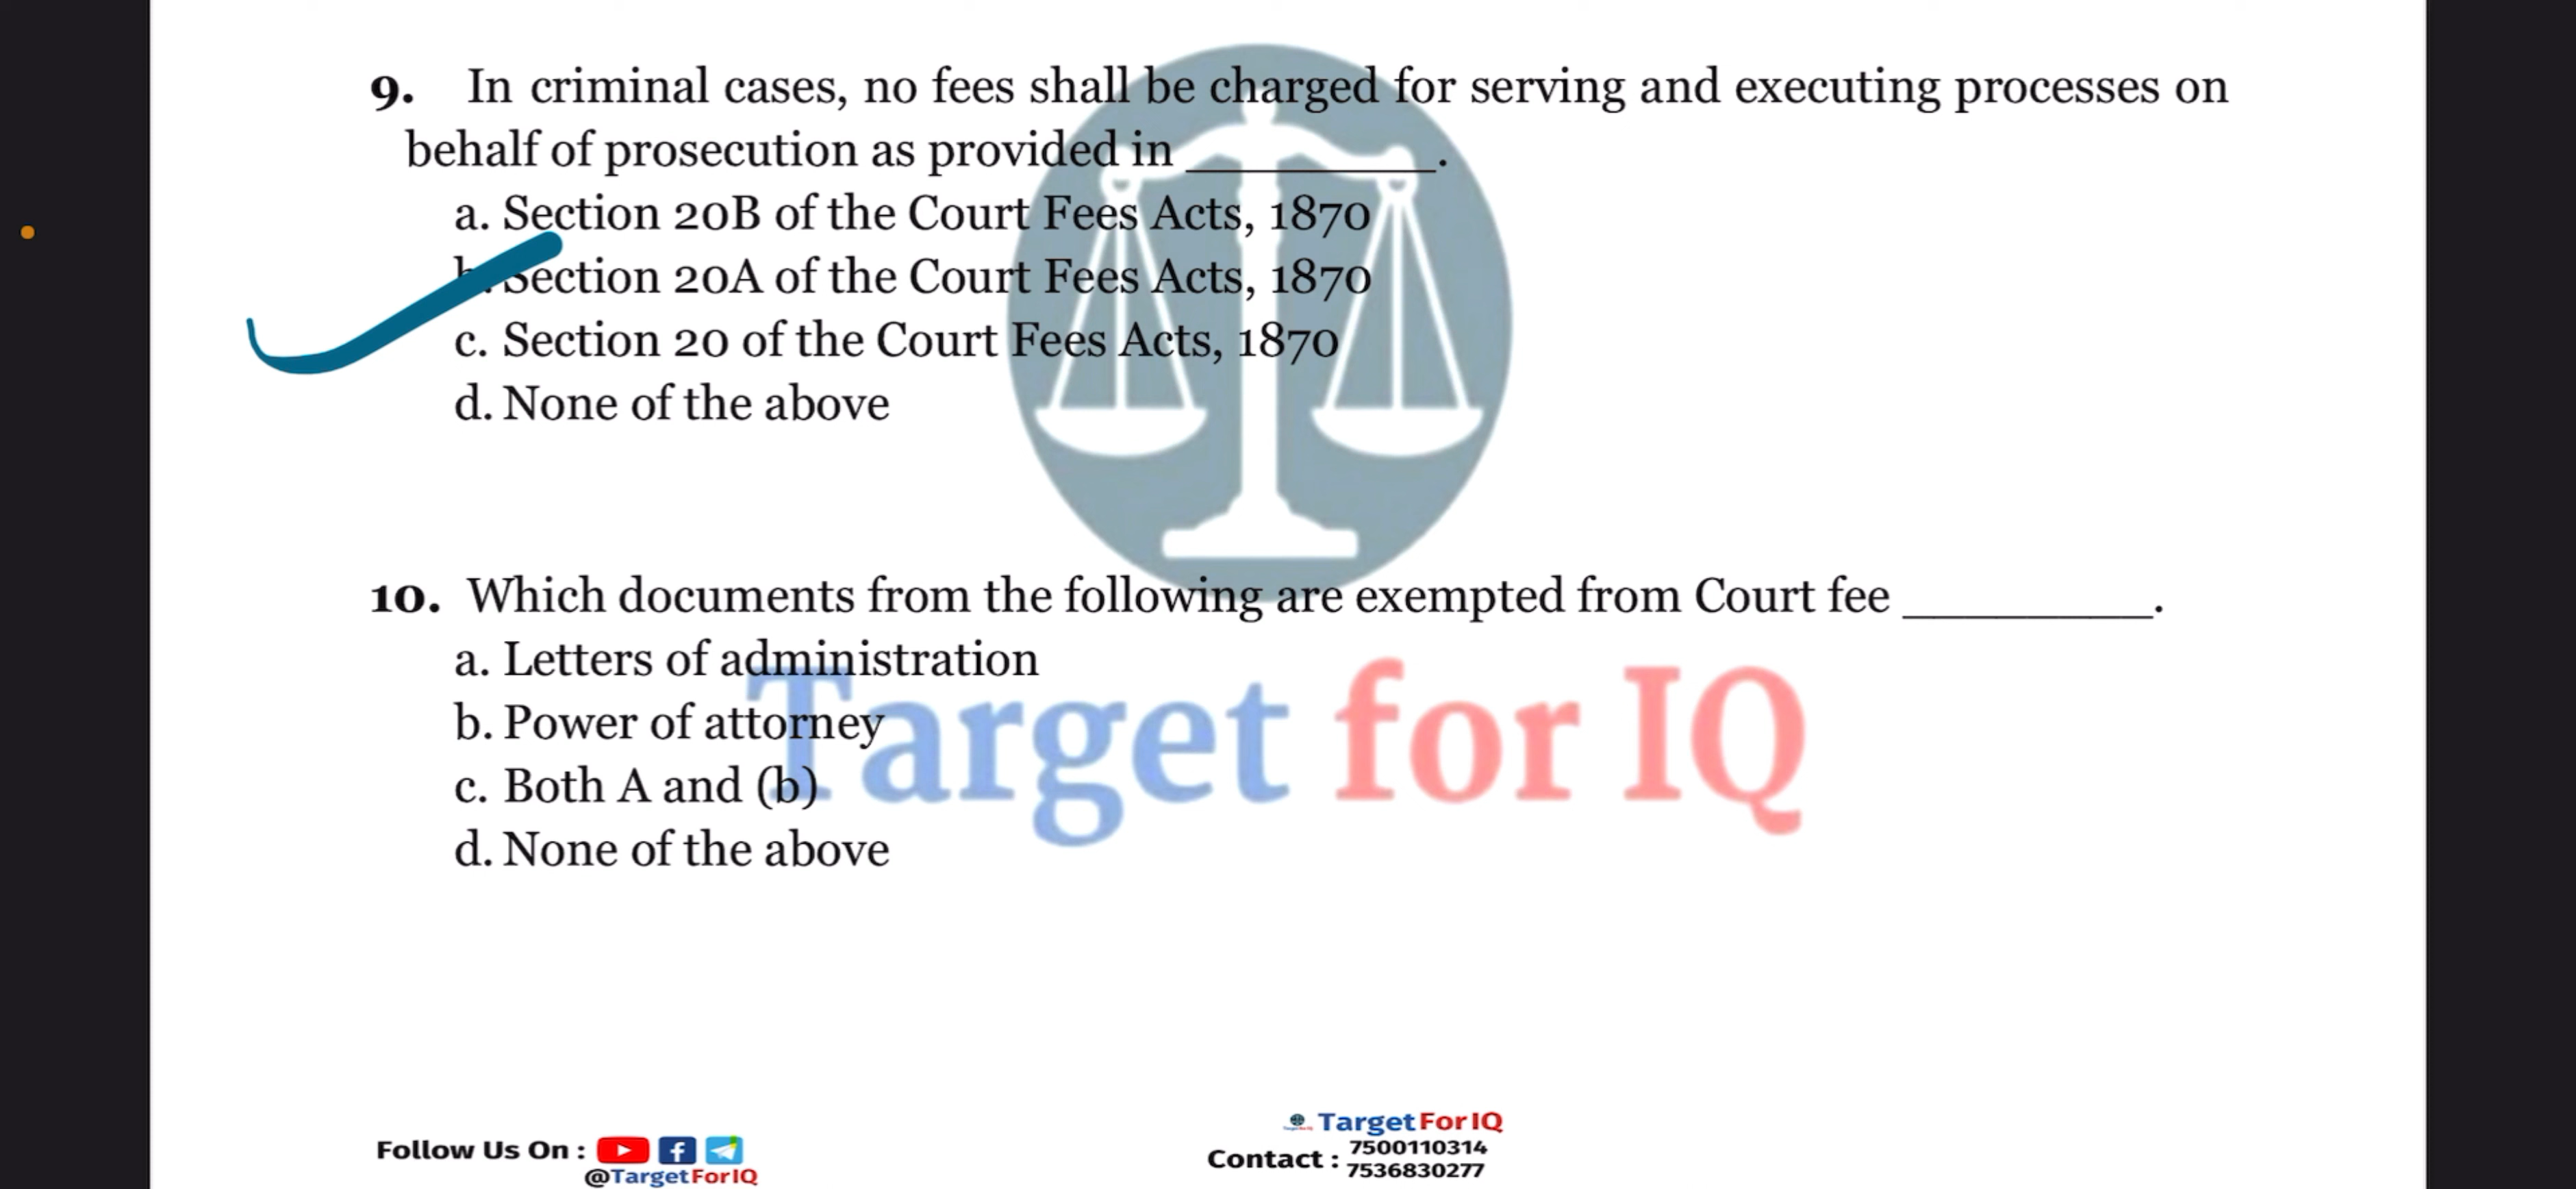 9. In criminal cases, no fees shall be charged for serving and executing processes on
behalf of prosecution as provided in __________.
a. Section 20B of the Court Fees Acts, 1870
b. Section 20A of the Court Fees Acts, 1870
c. Section 20 of the Court Fees Acts, 1870
d. None of the above
10. Which documents from the following are exempted from Court fee __________.
a. Letters of administration
b. Power of attorney
c. Both A and (b)
d. None of the above
Target for IQ
Follow Us On :
@TargetForIQ
TargetForIQ
Contact : 7500110314
7536830277